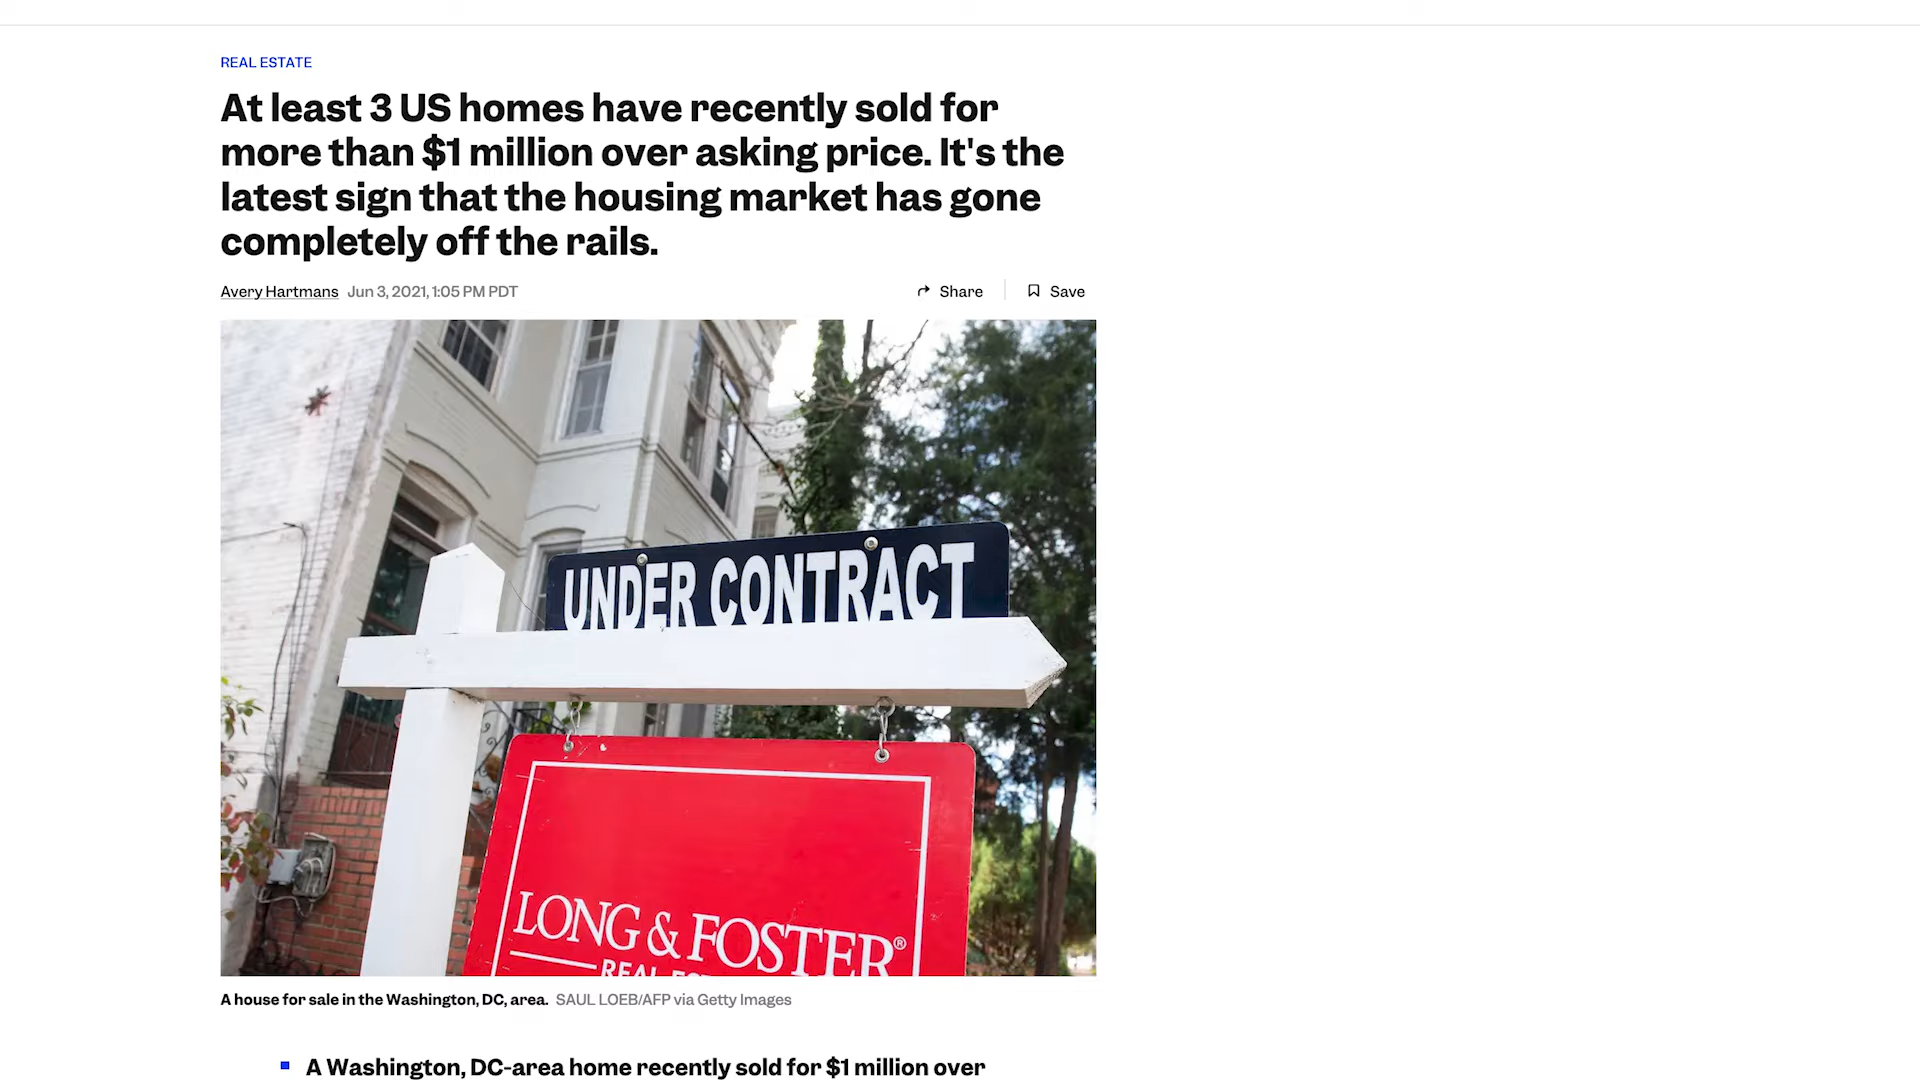 REAL ESTATE
At least 3 US homes have recently sold for
more than $1 million over asking price. It's the
latest sign that the housing market has gone
completely off the rails.
Avery Hartmans Jun 3, 2021, 1:05 PM PDT
Share
Save
UNDER CONTRACT
LONG & FOSTER®
REAL
A house for sale in the Washington, DC, area. SAUL LOEB/AFP via Getty Images
A Washington, DC-area home recently sold for $1 million over